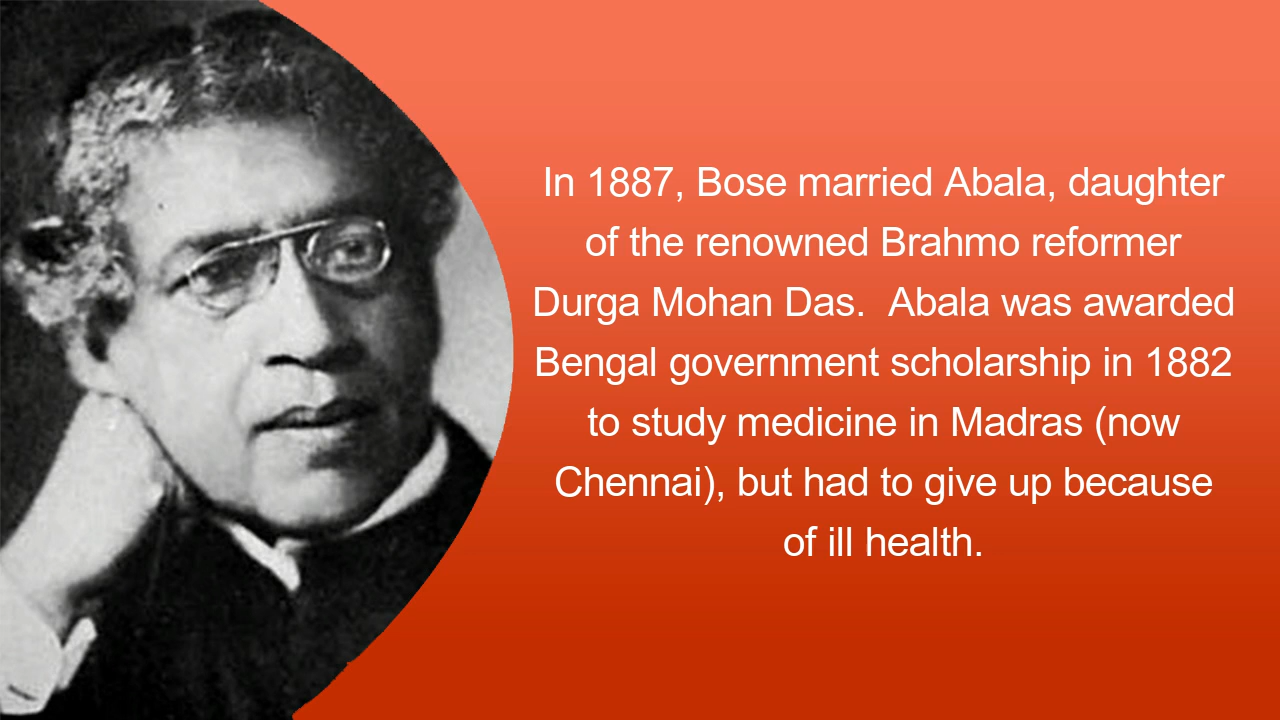 In 1887, Bose married Abala, daughter
of the renowned Brahmo reformer
Durga Mohan Das.  Abala was awarded
Bengal government scholarship in 1882
to study medicine in Madras (now
Chennai), but had to give up because
of ill health.